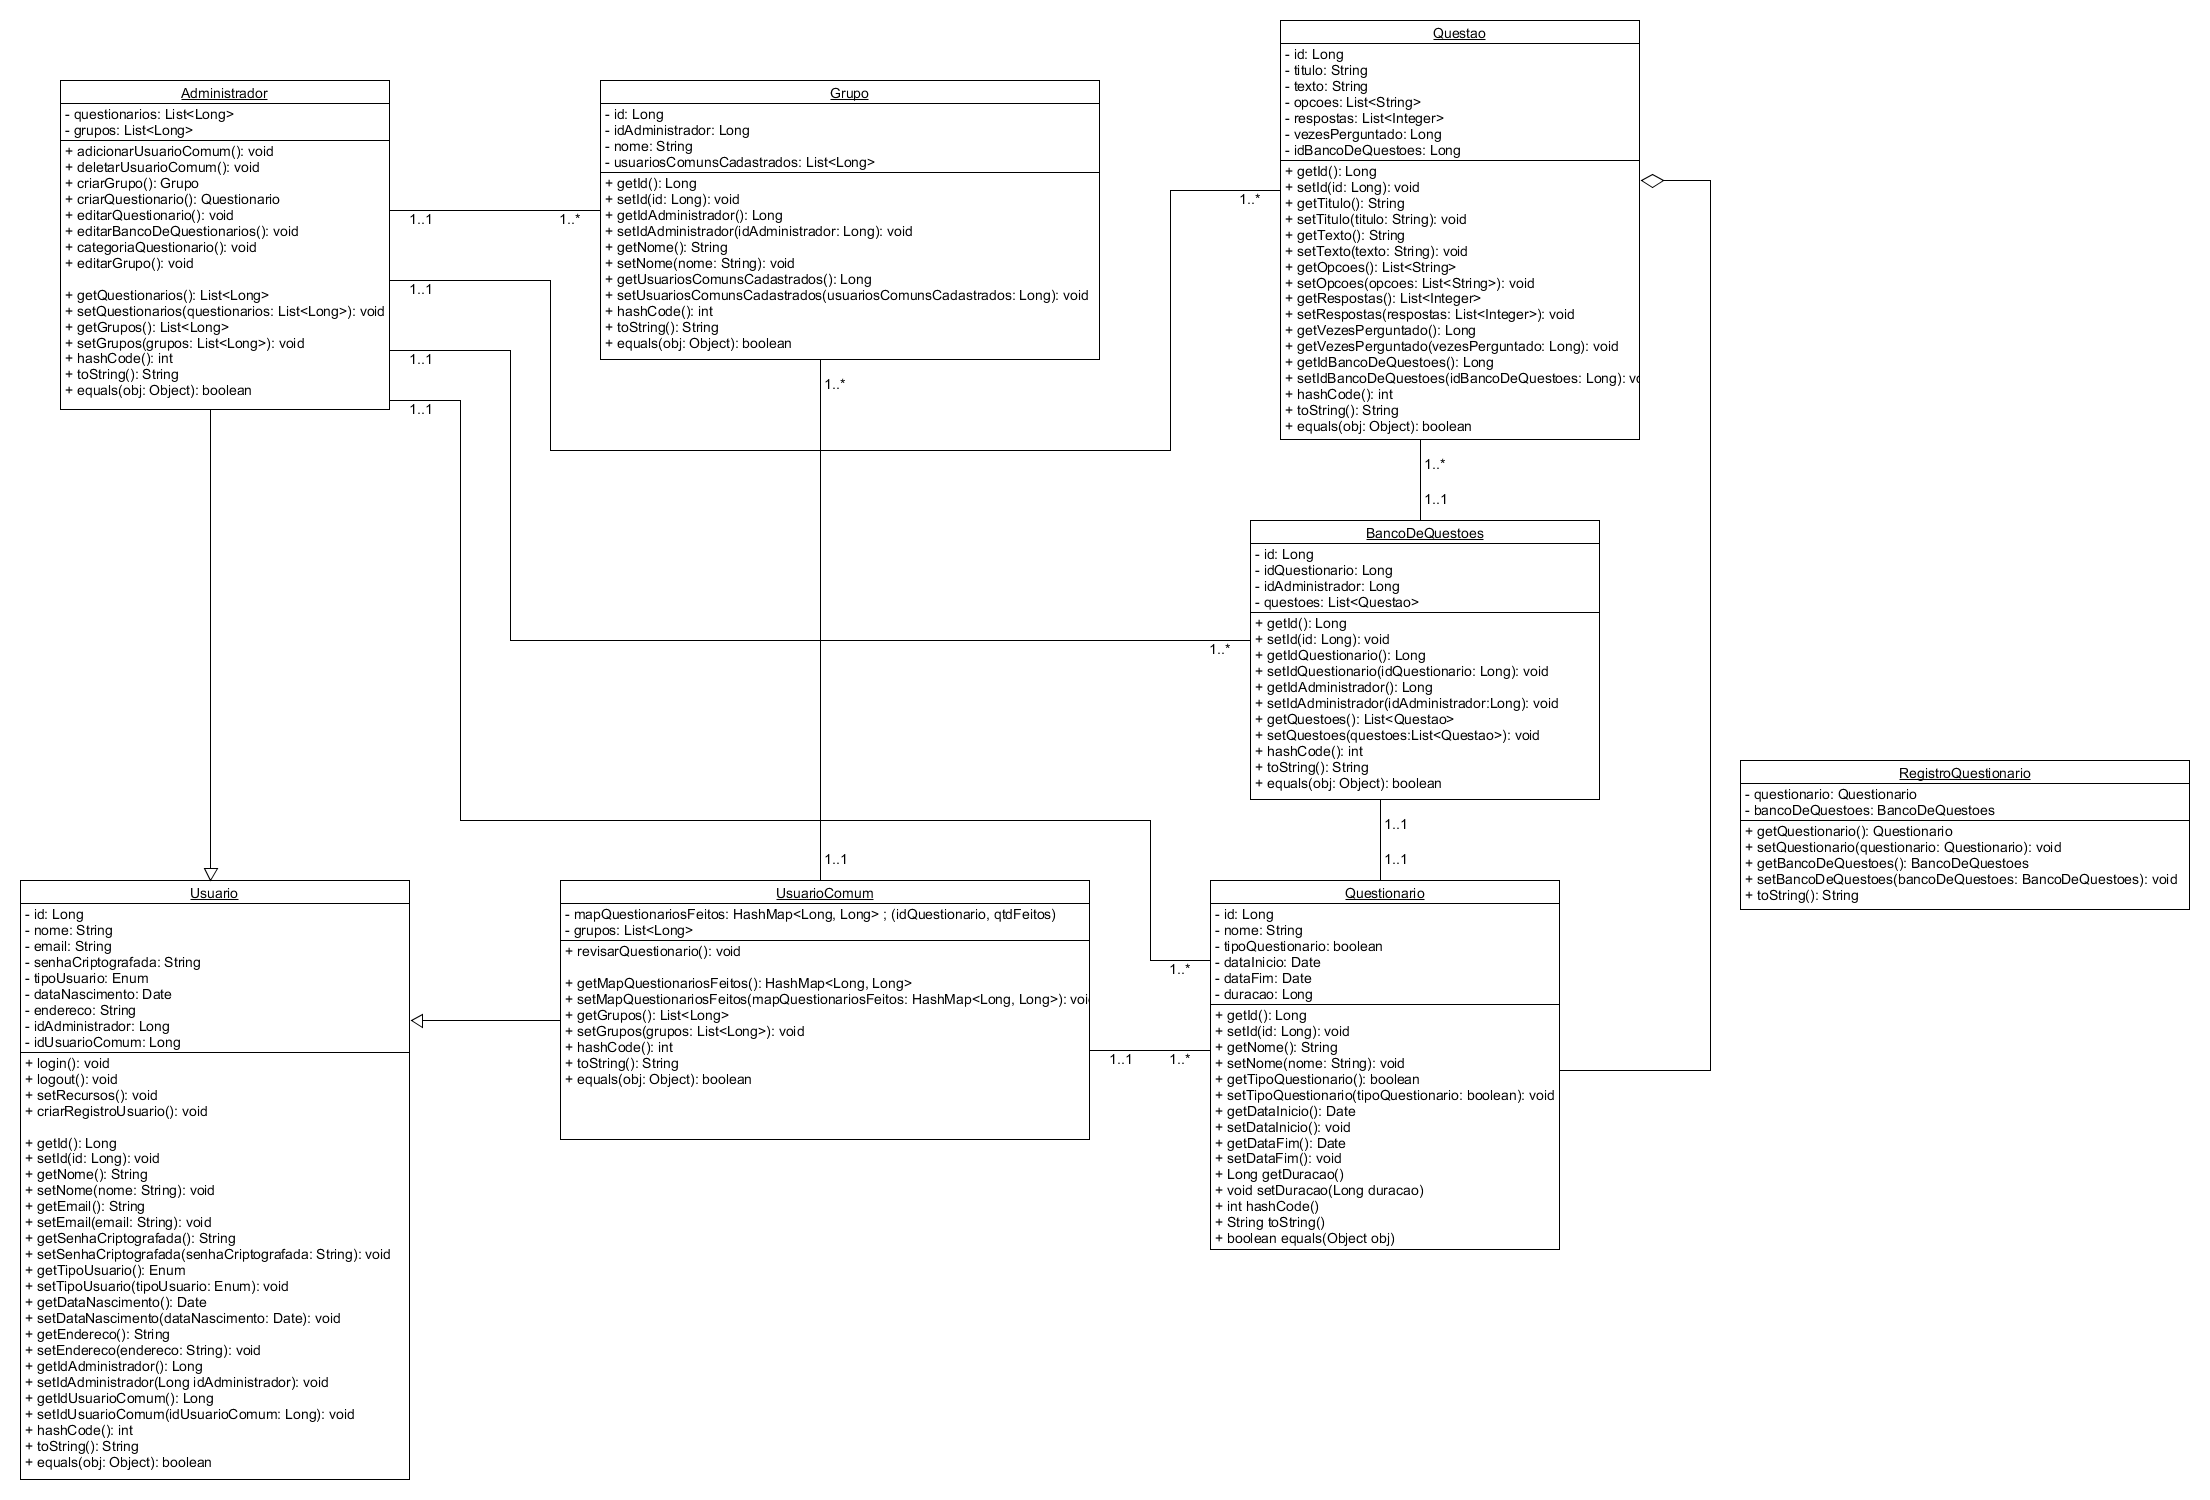 Administrador
- questionarios: List<Long>
- grupos: List<Long>
+ adicionarUsuarioComum(): void
+ deletarUsuarioComum(): void
+ criarGrupo(): Grupo
+ criarQuestionario(): Questionario
+ editarQuestionario(): void
+ editarBancoDeQuestionarios(): void
+ categoriaQuestionario(): void
+ editarGrupo(): void
+ getQuestionarios(): List<Long>
+ setQuestionarios(questionarios: List<Long>): void
+ getGrupos(): List<Long>
+ setGrupos(grupos: List<Long>): void
+ hashCode(): int
+ toString(): String
+ equals(obj: Object): boolean
1..1
1..*
1..1
1..1
1..1
Grupo
- id: Long
- idAdministrador: Long
- nome: String
- usuariosComunsCadastrados: List<Long>
+ getId(): Long
+ setId(id: Long): void
+ getIdAdministrador(): Long
+ setIdAdministrador(idAdministrador: Long): void
+ getNome(): String
+ setNome(nome: String): void
+ getUsuariosComunsCadastrados(): Long
+ setUsuariosComunsCadastrados(usuariosComunsCadastrados: Long): void
+ hashCode(): int
+ toString(): String
+ equals(obj: Object): boolean
1..*
1..1
1..*
Questao
- id: Long
- titulo: String
- texto: String
- opcoes: List<String>
- respostas: List<Integer>
- vezesPerguntado: Long
- idBancoDeQuestoes: Long
+ getId(): Long
+ setId(id: Long): void
+ getTitulo(): String
+ setTitulo(titulo: String): void
+ getTexto(): String
+ setTexto(texto: String): void
+ getOpcoes(): List<String>
+ setOpcoes(opcoes: List<String>): void
+ getRespostas(): List<Integer>
+ setRespostas(respostas: List<Integer>): void
+ getVezesPerguntado(): Long
+ getVezesPerguntado(vezesPerguntado: Long): void
+ getIdBancoDeQuestoes(): Long
+ setIdBancoDeQuestoes(idBancoDeQuestoes: Long): vo
+ hashCode(): int
+ toString(): String
+ equals(obj: Object): boolean
1..*
1..1
BancoDeQuestoes
- id: Long
- idQuestionario: Long
- idAdministrador: Long
- questoes: List<Questao>
+ getId(): Long
+ setId(id: Long): void
+ getIdQuestionario(): Long
+ setIdQuestionario(idQuestionario: Long): void
+ getIdAdministrador(): Long
+ setIdAdministrador(idAdministrador:Long): void
+ getQuestoes(): List<Questao>
+ setQuestoes(questoes:List<Questao>): void
+ hashCode(): int
+ toString(): String
+ equals(obj: Object): boolean
1..*
1..1
1..1
RegistroQuestionario
- questionario: Questionario
- bancoDeQuestoes: BancoDeQuestoes
+ getQuestionario(): Questionario
+ setQuestionario(questionario: Questionario): void
+ getBancoDeQuestoes(): BancoDeQuestoes
+ setBancoDeQuestoes(bancoDeQuestoes: BancoDeQuestoes): void
+ toString(): String
Usuario
- id: Long
- nome: String
- email: String
- senhaCriptografada: String
- tipoUsuario: Enum
- dataNascimento: Date
- endereco: String
- idAdministrador: Long
- idUsuarioComum: Long
+ login(): void
+ logout(): void
+ setRecursos(): void
+ criarRegistroUsuario(): void
+ getId(): Long
+ setId(id: Long): void
+ getNome(): String
+ setNome(nome: String): void
+ getEmail(): String
+ setEmail(email: String): void
+ getSenhaCriptografada(): String
+ setSenhaCriptografada(senhaCriptografada: String): void
+ getTipoUsuario(): Enum
+ setTipoUsuario(tipoUsuario: Enum): void
+ getDataNascimento(): Date
+ setDataNascimento(dataNascimento: Date): void
+ getEndereco(): String
+ setEndereco(endereco: String): void
+ getIdAdministrador(): Long
+ setIdAdministrador(Long idAdministrador): void
+ getIdUsuarioComum(): Long
+ setIdUsuarioComum(idUsuarioComum: Long): void
+ hashCode(): int
+ toString(): String
+ equals(obj: Object): boolean
UsuarioComum
- mapQuestionariosFeitos: HashMap<Long, Long> ; (idQuestionario, qtdFeitos)
- grupos: List<Long>
+ revisarQuestionario(): void
+ getMapQuestionariosFeitos(): HashMap<Long, Long>
+ setMapQuestionariosFeitos(mapQuestionariosFeitos: HashMap<Long, Long>): voi
+ getGrupos(): List<Long>
+ setGrupos(grupos: List<Long>): void
+ hashCode(): int
+ toString(): String
+ equals(obj: Object): boolean
1..*
1..1
1..*
Questionario
- id: Long
- nome: String
- tipoQuestionario: boolean
- dataInicio: Date
- dataFim: Date
- duracao: Long
+ getId(): Long
+ setId(id: Long): void
+ getNome(): String
+ setNome(nome: String): void
+ getTipoQuestionario(): boolean
+ setTipoQuestionario(tipoQuestionario: boolean): void
+ getDataInicio(): Date
+ setDataInicio(): void
+ getDataFim(): Date
+ setDataFim(): void
+ Long getDuracao()
+ void setDuracao(Long duracao)
+ int hashCode()
+ String toString()
+ boolean equals(Object obj)